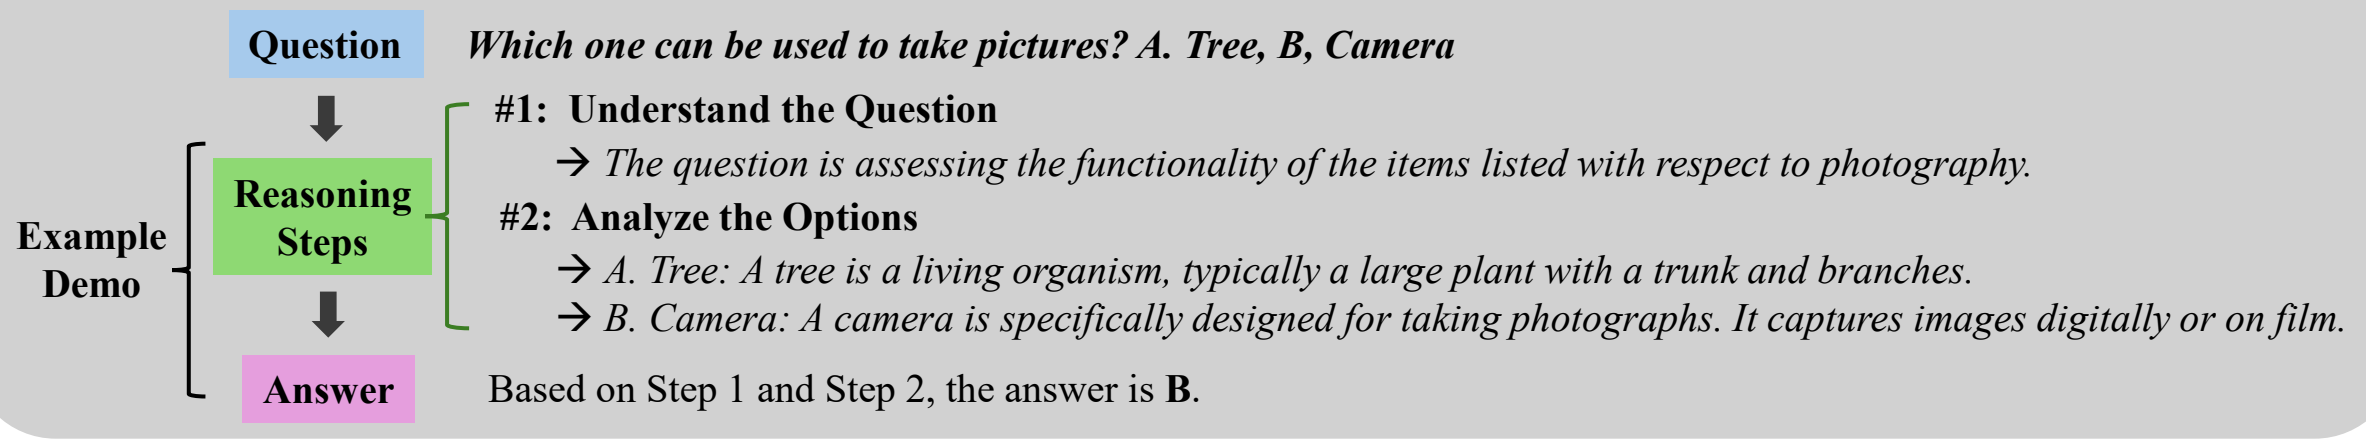 Question
Which one can be used to take pictures? A. Tree, B, Camera
#1: Understand the Question
→ The question is assessing the functionality of the items listed with respect to photography.
Reasoning
Steps
#2: Analyze the Options
Example
Demo
→ A. Tree: A tree is a living organism, typically a large plant with a trunk and branches.
→ B. Camera: A camera is specifically designed for taking photographs. It captures images digitally or on film.
Answer
Based on Step 1 and Step 2, the answer is B.